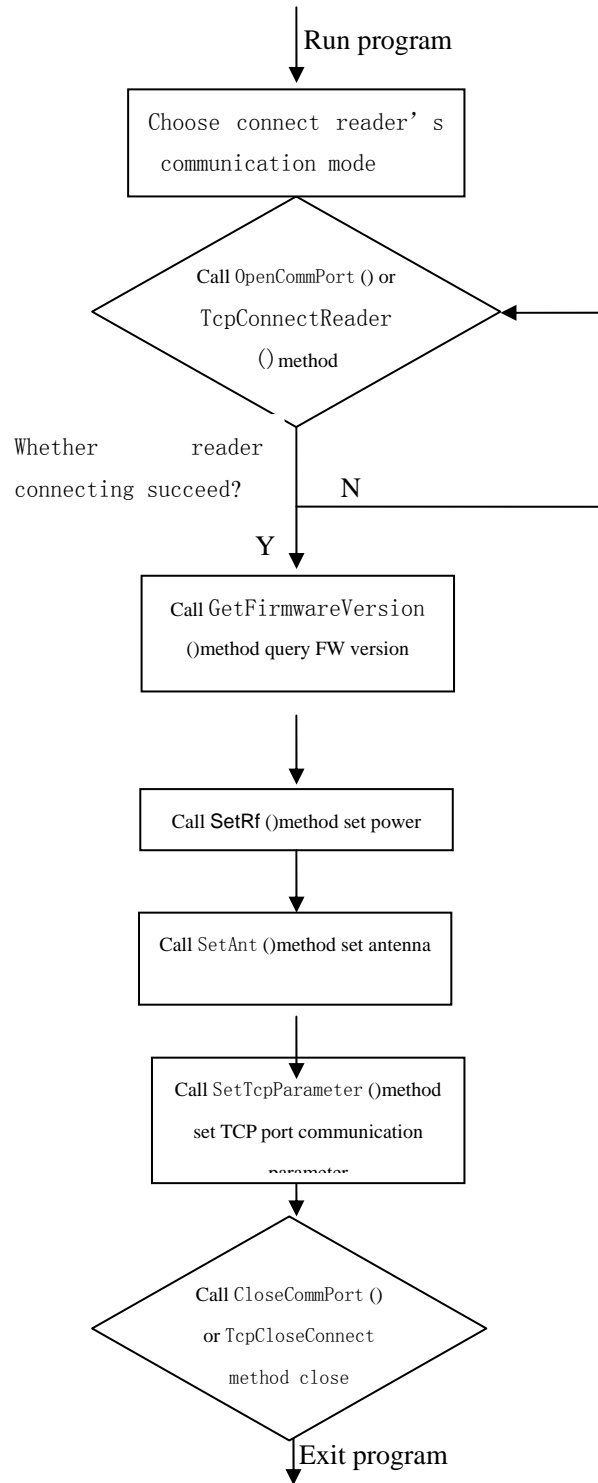 Run program
Choose connect reader’s
communication mode
Call OpenCommPort () or
TcpConnectReader
() method
Whether reader
connecting succeed?
N
Y
Call GetFirmwareVersion
()method query FW version
Call SetRf ()method set power
Call SetAnt ()method set antenna
Call SetTcpParameter ()method
set TCP port communication
parameter
Call CloseCommPort ()
or TcpCloseConnect
method close
Exit program